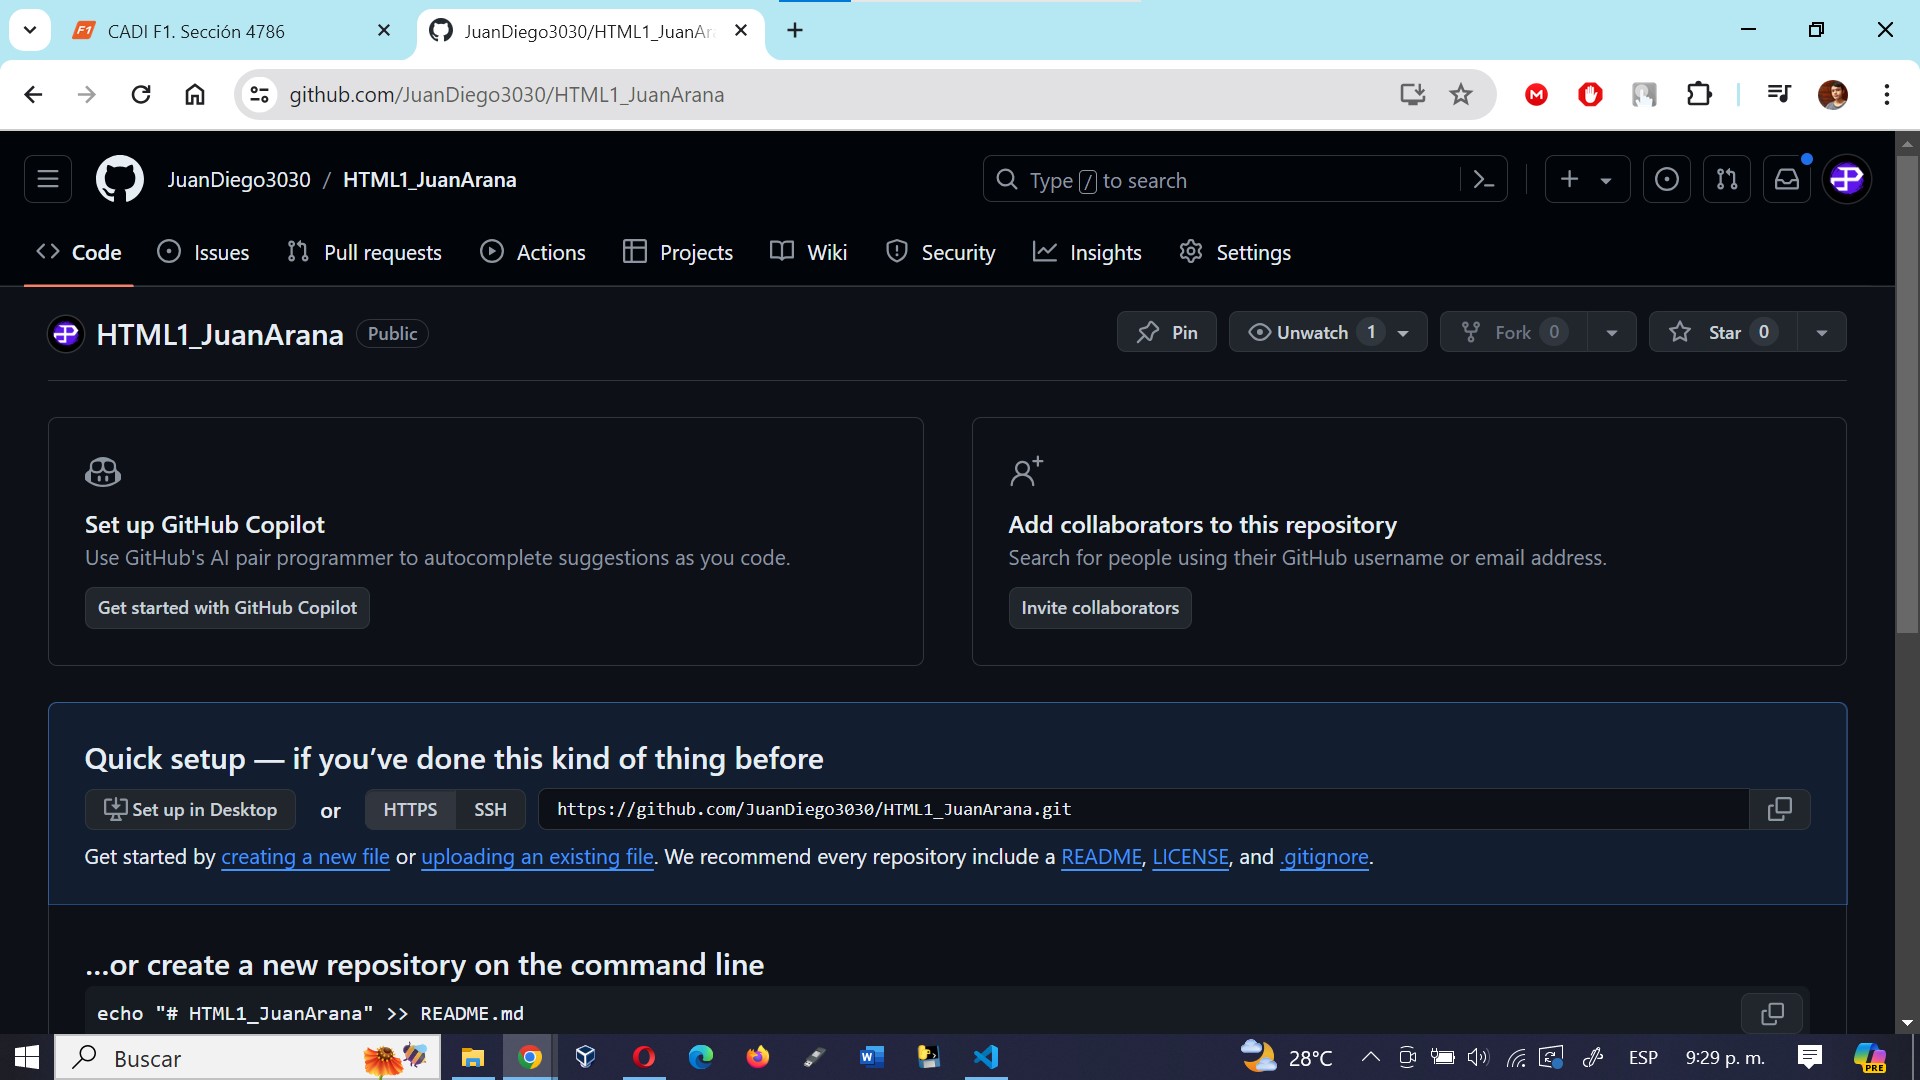 CADI F1. Sección 4786
JuanDiego3030/HTML1_JuanAr
github.com/JuanDiego3030/HTML1_JuanArana
JuanDiego3030 / HTML1_JuanArana
Type / to search
Code Issues Pull requests Actions Projects Wiki Security Insights Settings
HTML1_JuanArana Public
Pin Unwatch 1 Fork 0 Star 0
Set up GitHub Copilot
Use GitHub's AI pair programmer to autocomplete suggestions as you code.
Get started with GitHub Copilot
Add collaborators to this repository
Search for people using their GitHub username or email address.
Invite collaborators
Quick setup — if you’ve done this kind of thing before
Set up in Desktop or HTTPS SSH https://github.com/JuanDiego3030/HTML1_JuanArana.git
Get started by creating a new file or uploading an existing file. We recommend every repository include a README, LICENSE, and .gitignore.
…or create a new repository on the command line
echo "# HTML1_JuanArana" >> README.md
Buscar
28°C ESP 9:29 p. m.
PRE